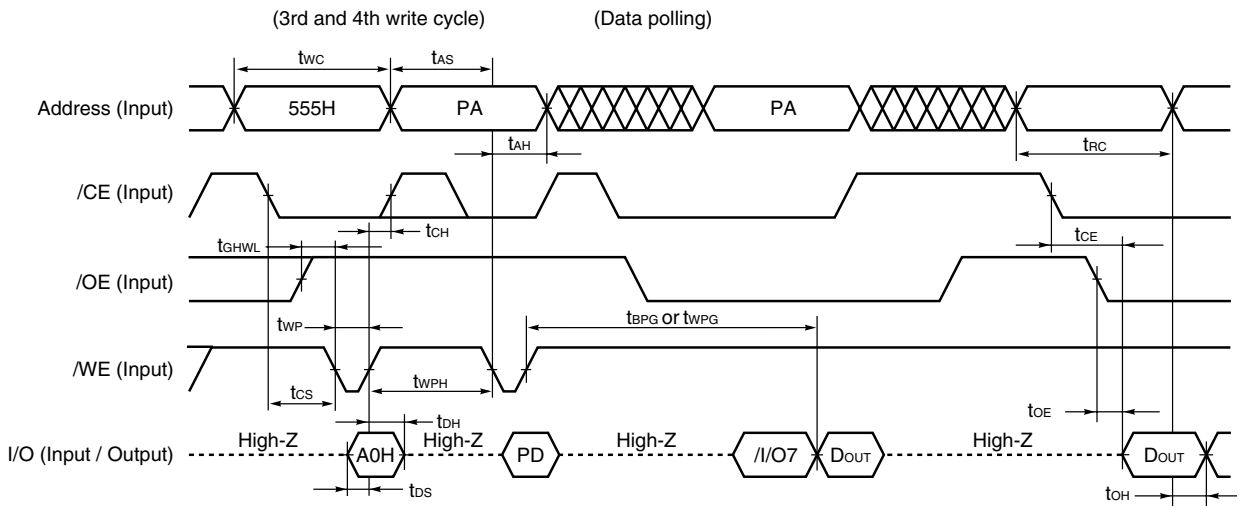 (3rd and 4th write cycle) (Data polling)
tWC tAS
Address (Input) 555H PA PA
tAH tRC
/CE (Input)
tCH tCE
tGHWL
/OE (Input)
tWP tBPG or tWPG
/WE (Input)
tCS tWPH
tDH tOE
High-Z High-Z High-Z High-Z
I/O (Input / Output) A0H PD /I/O7 DOUT DOUT
tDS tOH